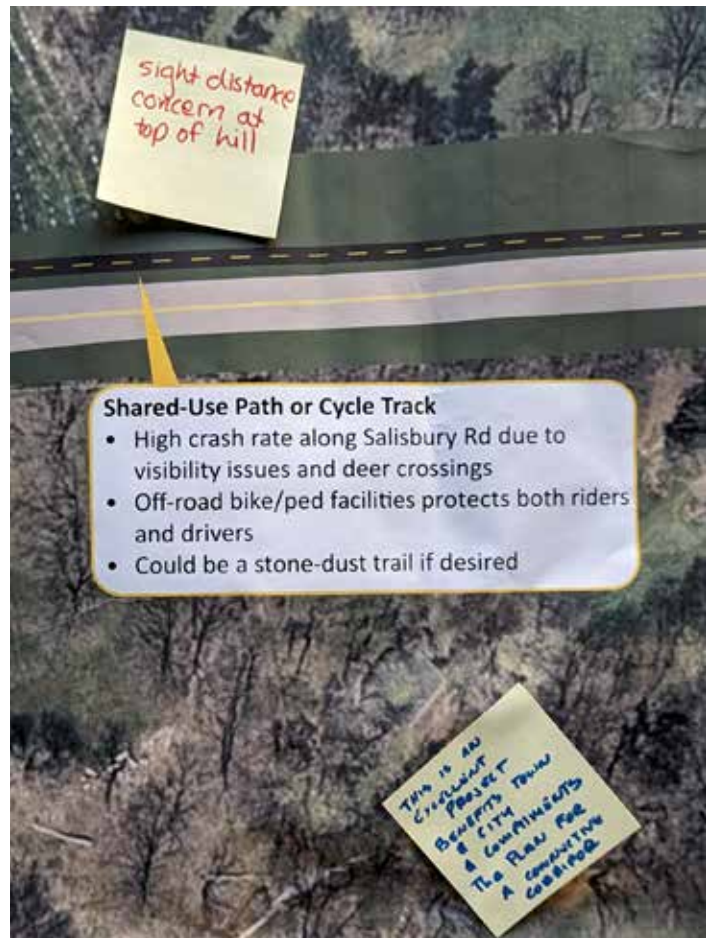 sight distance
concern at
top of hill
Shared-Use Path or Cycle Track
• High crash rate along Salisbury Rd due to
visibility issues and deer crossings
• Off-road bike/ped facilities protects both riders
and drivers
• Could be a stone-dust trail if desired
THIS IS AN
EXCELLENT
PROJECT
BENEFITS TOWN
& CITY
& COMPLIMENTS
THE PLAN FOR
A CONNECTIVE
CORRIDOR